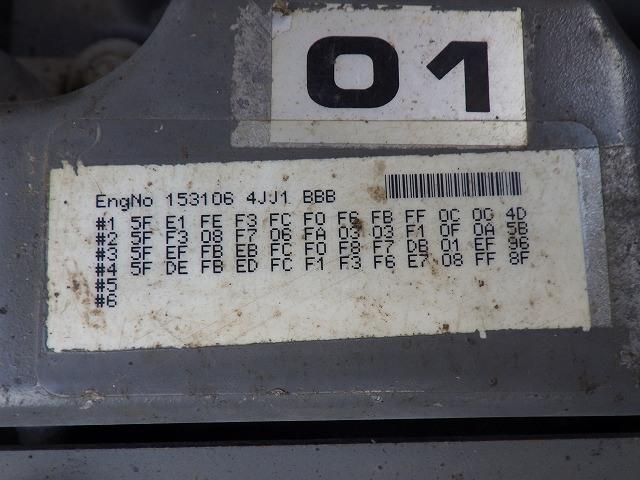 01
EngNo 153106 4JJ1 BBB
#1 5F E1 FE F3 FC F0 F6 FB FF 0C 0C 4D
#2 5F F3 08 F7 06 FA 03 03 F1 0F 0A 5B
#3 5F EF FB EB FC F0 F8 F7 DB 01 EF 96
#4 5F DE FB ED FC F1 F3 F6 E7 08 FF 8F
#5
#6